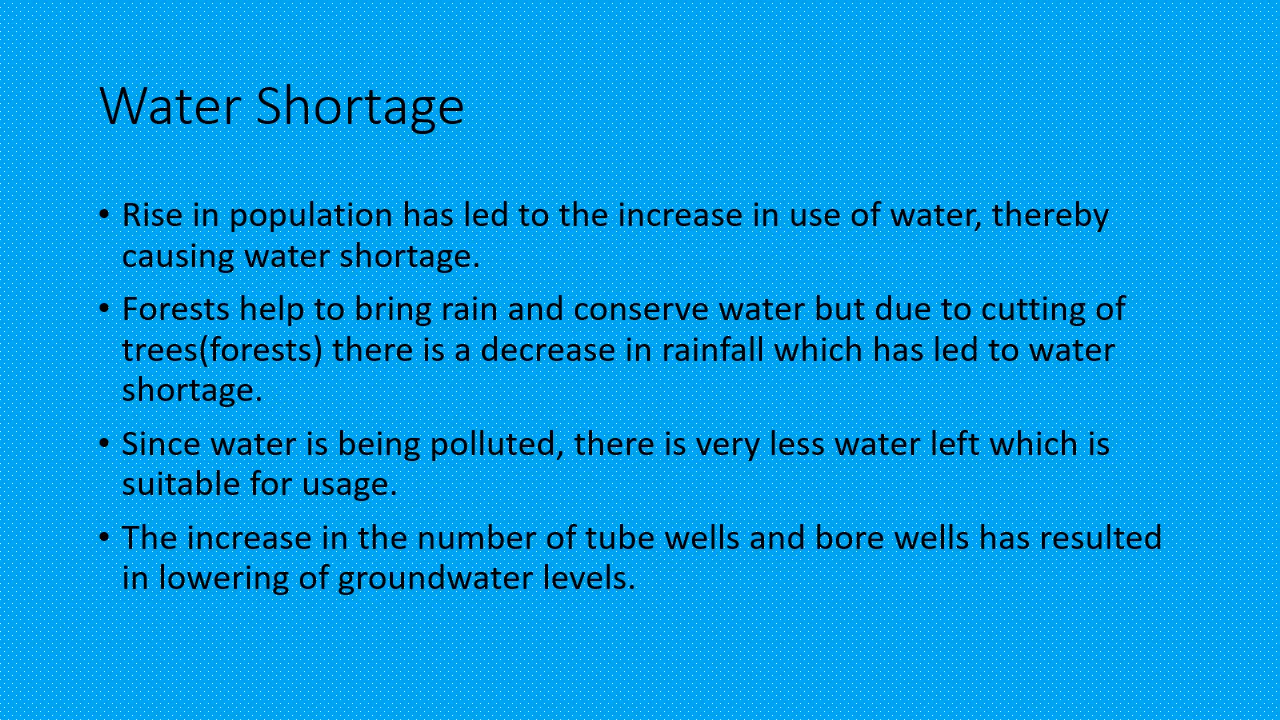 Water Shortage
• Rise in population has led to the increase in use of water, thereby
causing water shortage.
• Forests help to bring rain and conserve water but due to cutting of
trees(forests) there is a decrease in rainfall which has led to water
shortage.
• Since water is being polluted, there is very less water left which is
suitable for usage.
• The increase in the number of tube wells and bore wells has resulted
in lowering of groundwater levels.